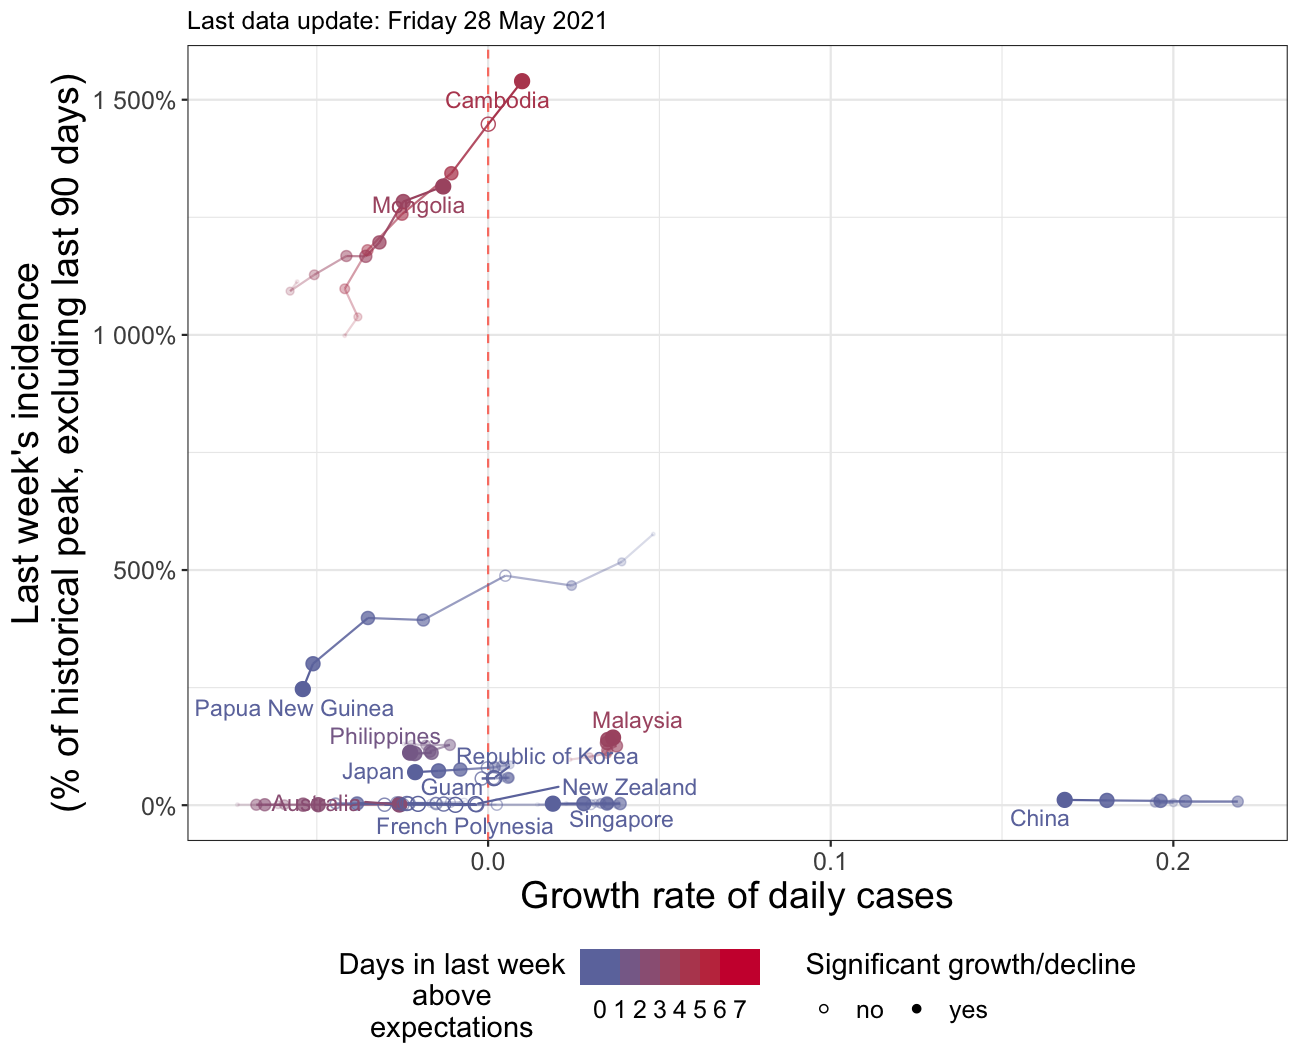 Last data update: Friday 28 May 2021
Last week's incidence
(% of historical peak, excluding last 90 days)
1 500%
1 000%
500%
0%
Cambodia
Mongolia
Papua New Guinea
Malaysia
Philippines
Republic of Korea
Japan
Guam
New Zealand
Australia
French Polynesia
Singapore
China
0.0
0.1
0.2
Growth rate of daily cases
Days in last week
above
expectations
0 1 2 3 4 5 6 7
Significant growth/decline
no
yes